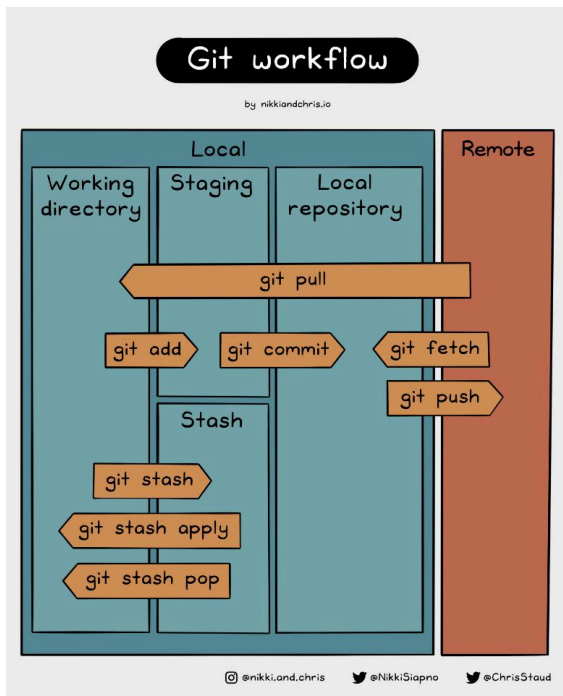 Git workflow
by nikkiandchris.io
Local
Remote
Working
directory
Staging
Local
repository
git pull
git add
git commit
git fetch
git push
Stash
git stash
git stash apply
git stash pop
@nikki.and.chris
@NikkiSiapno
@ChrisStaud